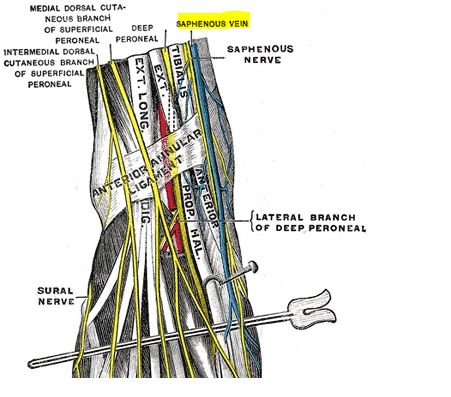 MEDIAL DORSAL CUTA-
NEOUS BRANCH
OF SUPERFICIAL
PERONEAL
INTERMEDIAL DORSAL
CUTANEOUS BRANCH
OF SUPERFICIAL
PERONEAL
DEEP
PERONEAL
SAPHENOUS VEIN
SAPHENOUS
NERVE
EXT. LONG.
DIG
EXT.
PROP. HAL.
TIBIALIS
ANTERIOR
ANTERIOR ANNULAR
LIGAMENT
LATERAL BRANCH
OF DEEP PERONEAL
SURAL
NERVE